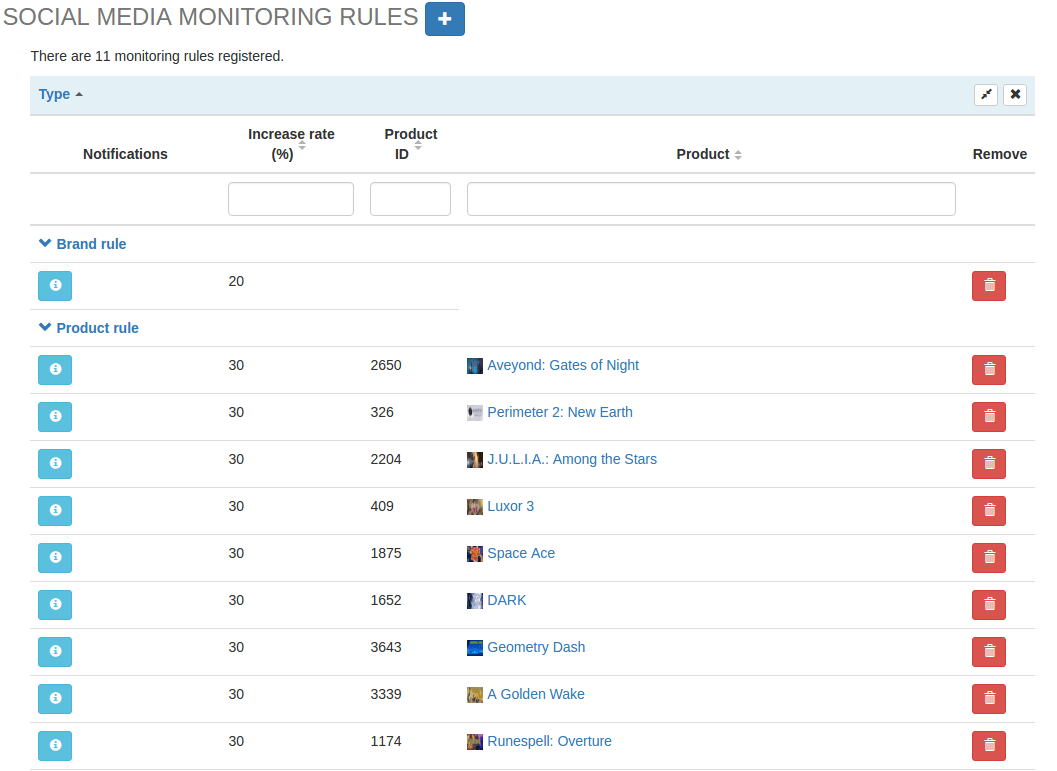 SOCIAL MEDIA MONITORING RULES
There are 11 monitoring rules registered.
Type
Notifications Increase rate (%) Product ID Product Remove
Brand rule
20
Product rule
30 2650 Aveyond: Gates of Night
30 326 Perimeter 2: New Earth
30 2204 J.U.L.I.A.: Among the Stars
30 409 Luxor 3
30 1875 Space Ace
30 1652 DARK
30 3643 Geometry Dash
30 3339 A Golden Wake
30 1174 Runespell: Overture